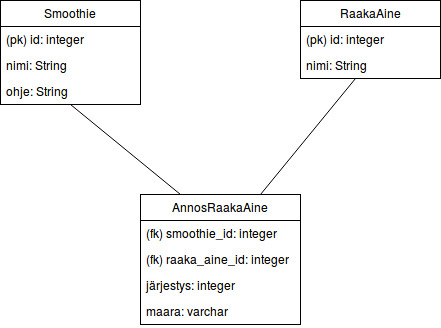 Smoothie
(pk) id: integer
nimi: String
ohje: String
RaakaAine
(pk) id: integer
nimi: String
AnnosRaakaAine
(fk) smoothie_id: integer
(fk) raaka_aine_id: integer
järjestys: integer
maara: varchar